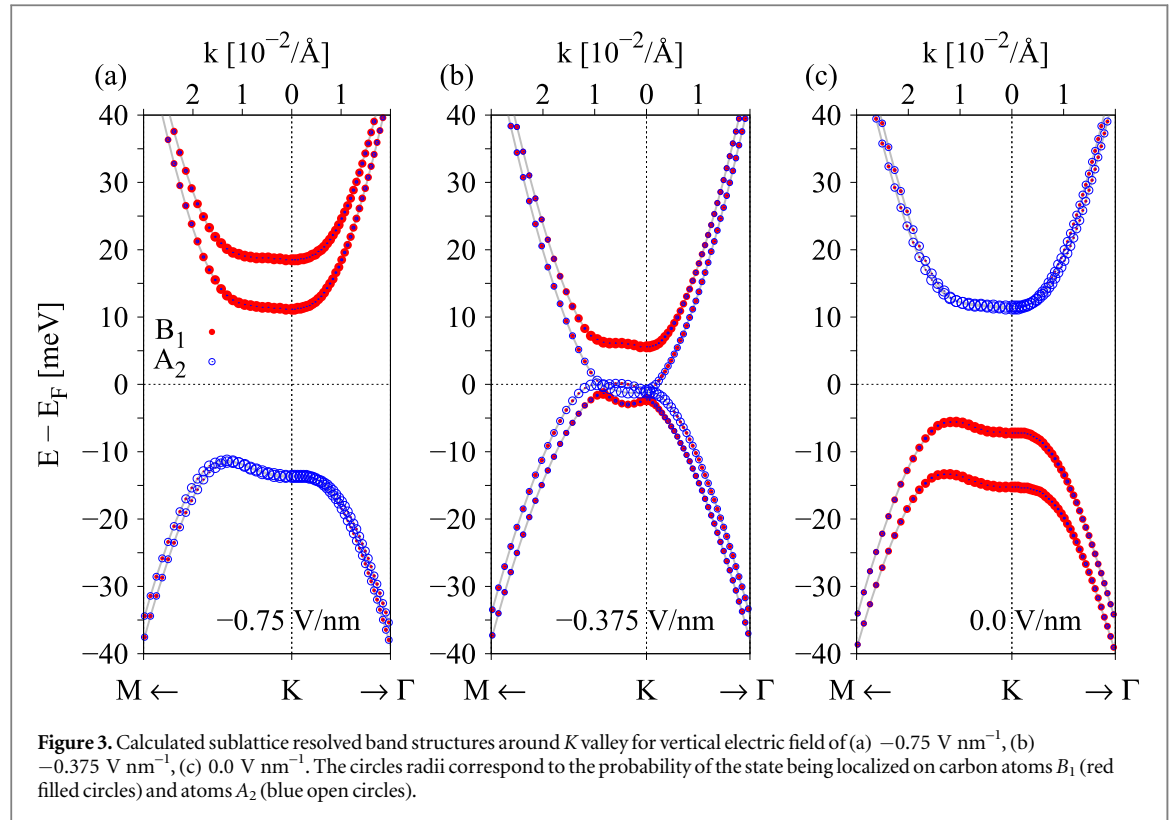 k [10⁻²/Å] k [10⁻²/Å] k [10⁻²/Å]
(a) (b) (c)
2 1 0 1 2 1 0 1 2 1 0 1
40 40 40
30 30 30
20 20 20
10 10 10
B₁
A₂
0 0 0
E − E_F [meV]
−10 −10 −10
−20 −20 −20
−30 −30 −30
−0.75 V/nm −0.375 V/nm 0.0 V/nm
−40 −40 −40
M ← K → Γ M ← K → Γ M ← K → Γ
Figure 3. Calculated sublattice resolved band structures around K valley for vertical electric field of (a) −0.75 V nm⁻¹, (b)
−0.375 V nm⁻¹, (c) 0.0 V nm⁻¹. The circles radii correspond to the probability of the state being localized on carbon atoms B₁ (red
filled circles) and atoms A₂ (blue open circles).